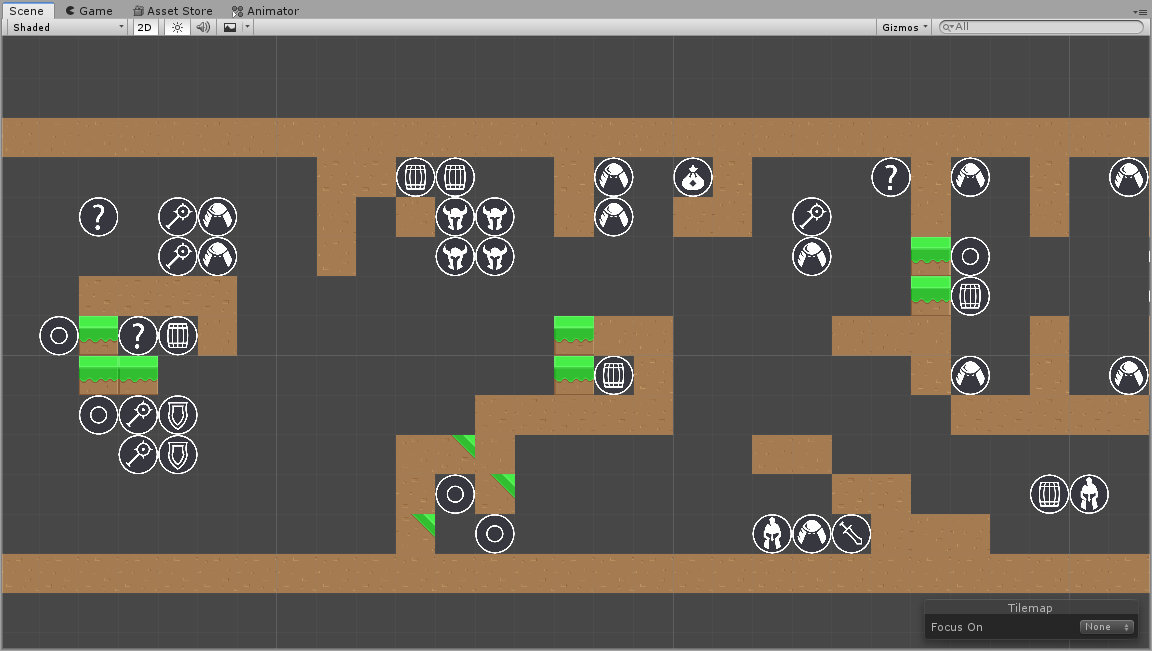 Scene Game Asset Store Animator
Shaded 2D Gizmos All
?
?
?
Tilemap
Focus On None